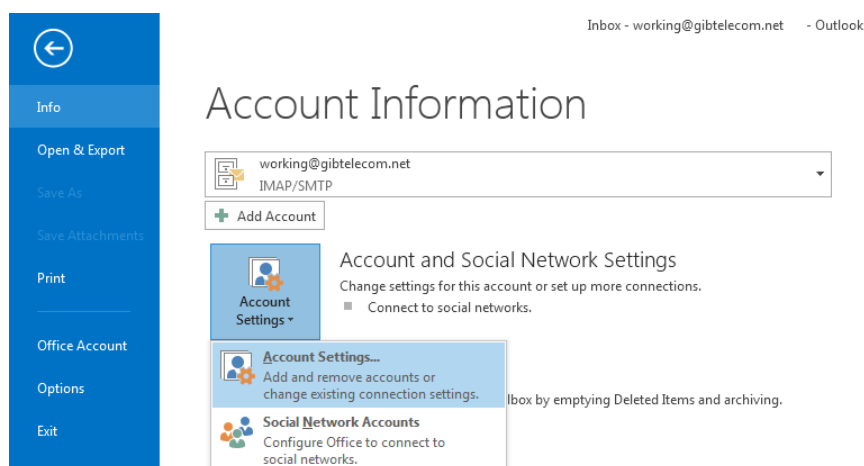 Inbox - working@gibtelecom.net - Outlook
Info
Open & Export
Save As
Save Attachments
Print
Office Account
Options
Exit
Account Information
working@gibtelecom.net
IMAP/SMTP
Add Account
Account
Settings
Account and Social Network Settings
Change settings for this account or set up more connections.
Connect to social networks.
Account Settings...
Add and remove accounts or
change existing connection settings.
lbox by emptying Deleted Items and archiving.
Social Network Accounts
Configure Office to connect to
social networks.